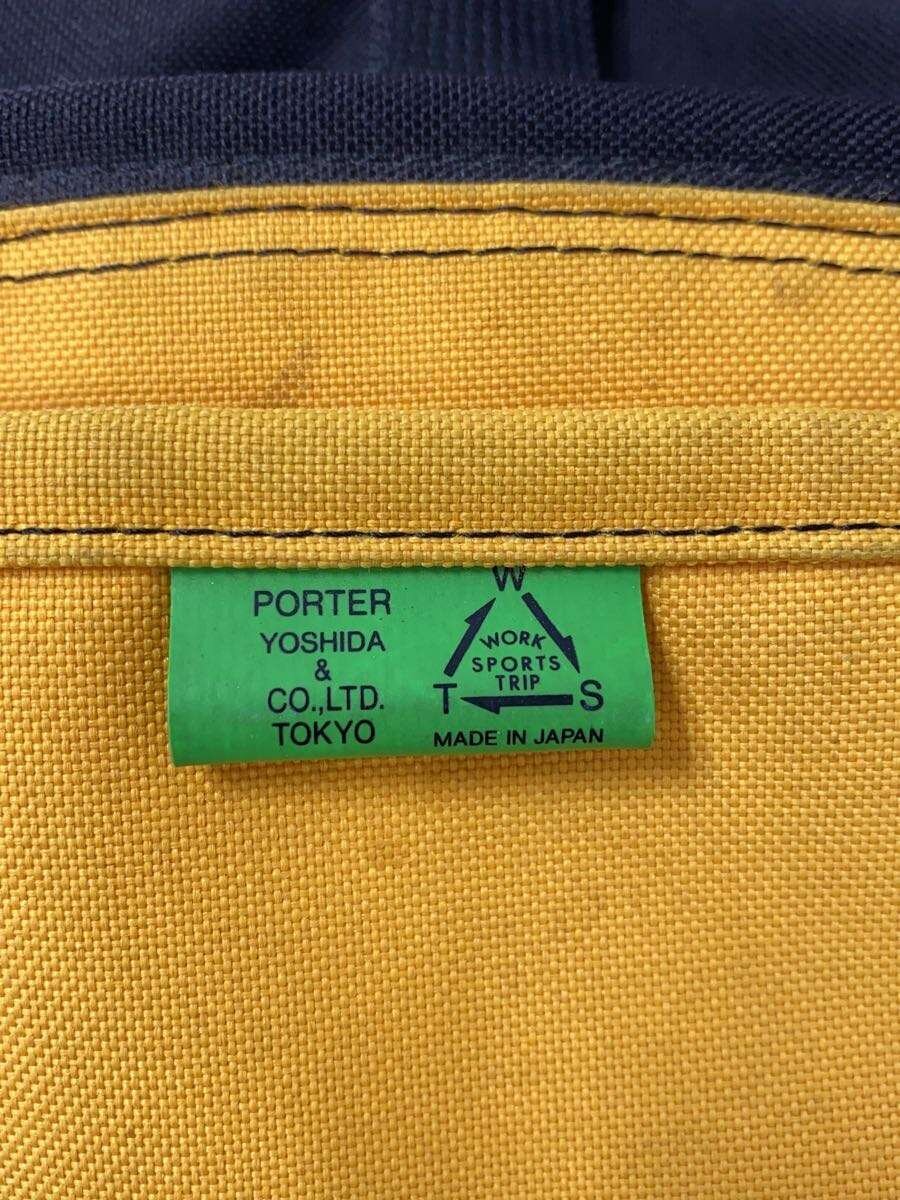 PORTER
YOSHIDA
&
CO.,LTD.
TOKYO
W
WORK
SPORTS
TRIP
T S
MADE IN JAPAN